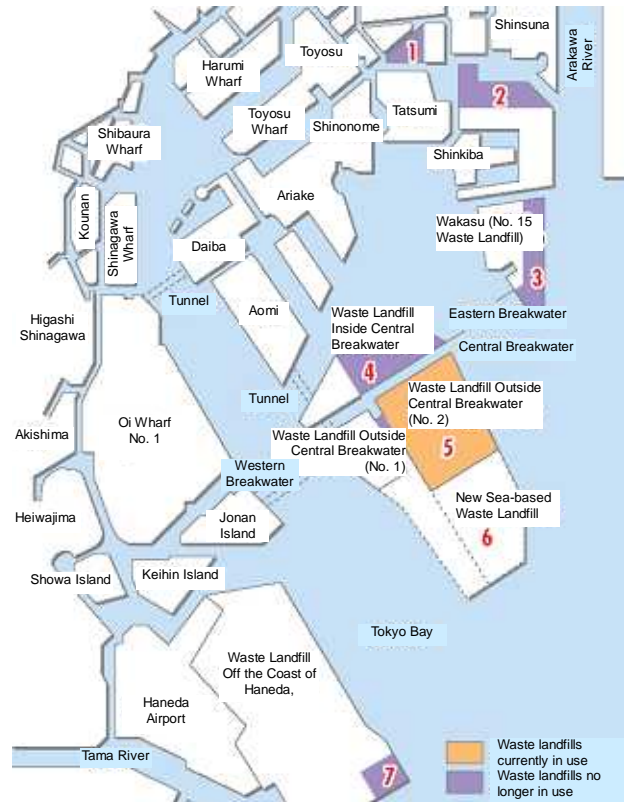 Shinsuna
Toyosu
1
Harumi
Wharf
Arakawa
River
2
Toyosu
Wharf
Tatsumi
Shinonome
Shibaura
Wharf
Shinkiba
Ariake
Kounan
Shinagawa
Wharf
Wakasu (No. 15
Waste Landfill)
Daiba
3
Tunnel
Aomi
Waste Landfill
Inside Central
Breakwater
Eastern Breakwater
Higashi
Shinagawa
Central Breakwater
4
Tunnel
Waste Landfill Outside
Central Breakwater
(No. 2)
Oi Wharf
No. 1
Akishima
Waste Landfill Outside
Central Breakwater
(No. 1)
5
Western
Breakwater
Heiwajima
Jonan
Island
New Sea-based
Waste Landfill
6
Showa Island
Keihin Island
Tokyo Bay
Waste Landfill
Off the Coast of
Haneda,
Haneda
Airport
Tama River
7
Waste landfills
currently in use
Waste landfills no
longer in use